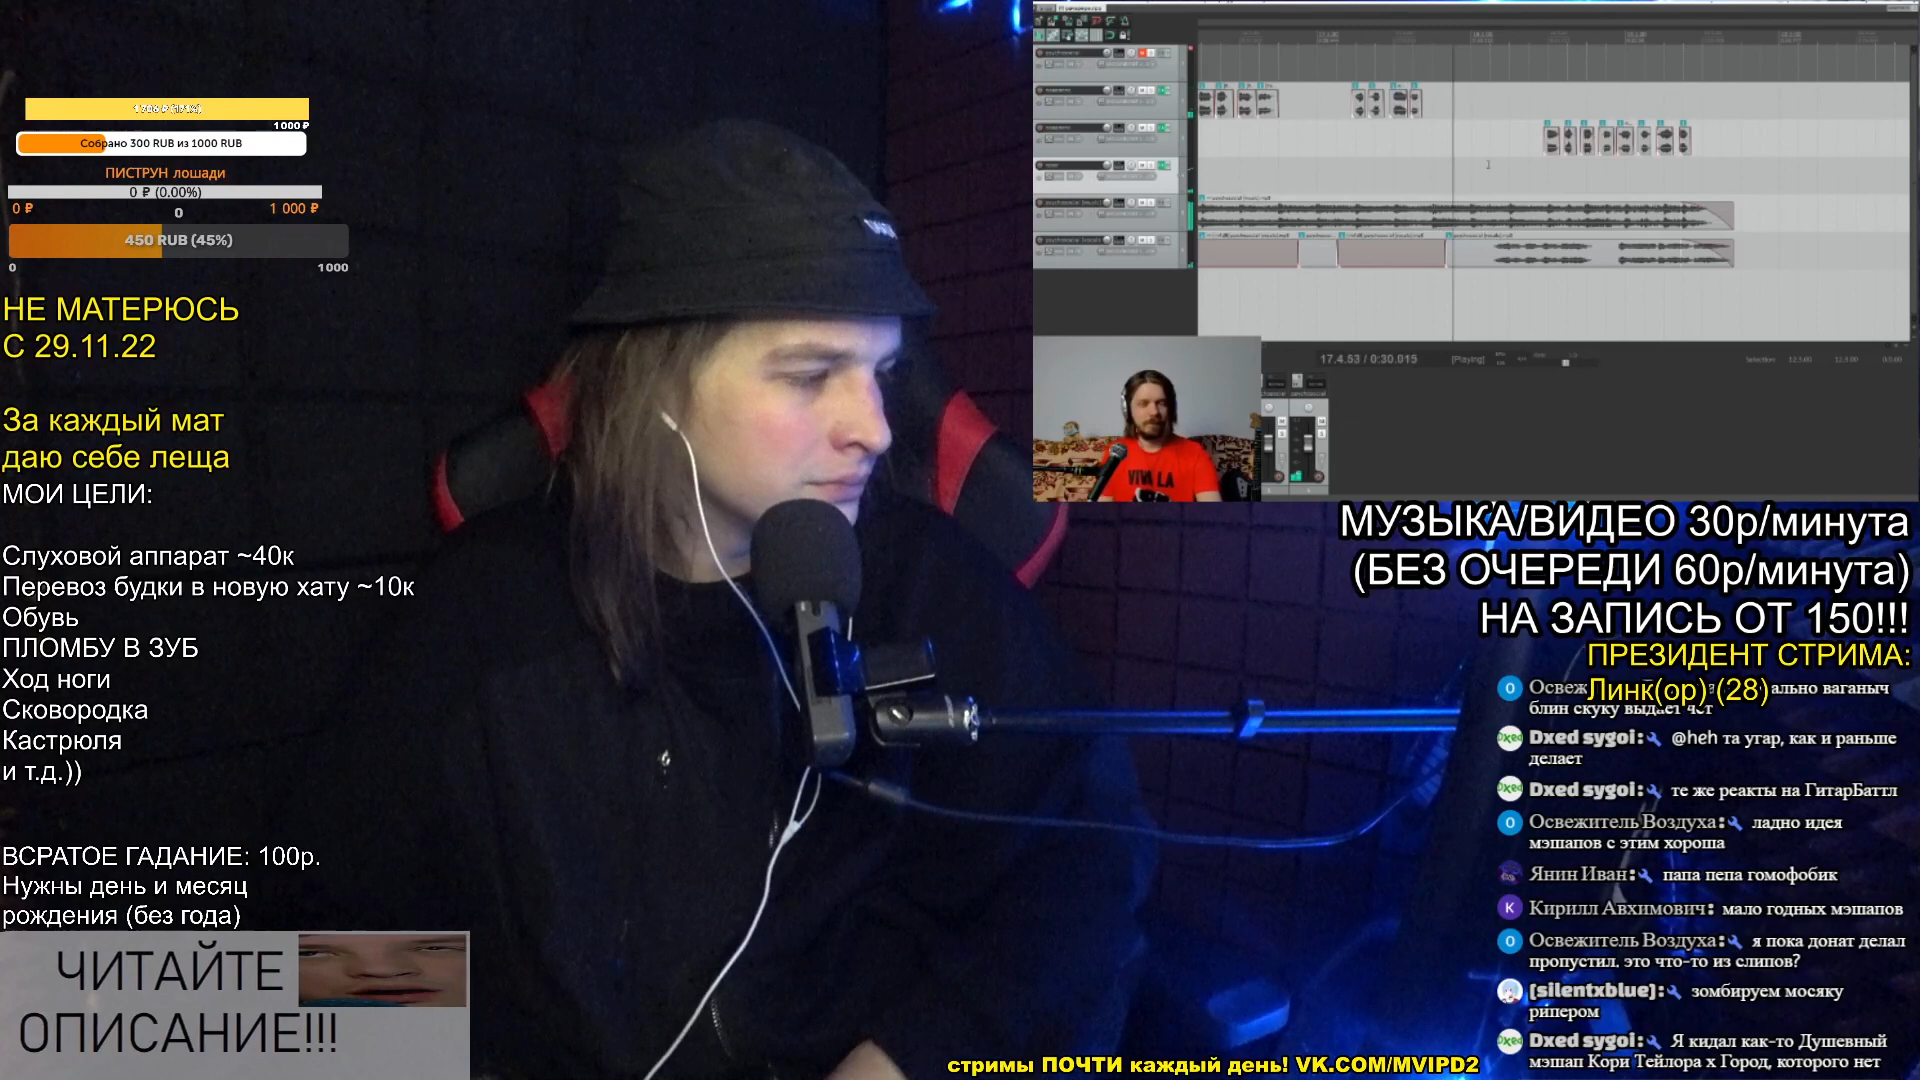 1000 ₽
Собрано 300 RUB из 1000 RUB
ПИСТРУН лошади
0 ₽ (0.00%)
0 ₽
0
1 000 ₽
450 RUB (45%)
0
1000
НЕ МАТЕРЮСЬ
С 29.11.22
За каждый мат
даю себе леща
МОИ ЦЕЛИ:
Слуховой аппарат ~40к
Перевоз будки в новую хату ~10к
Обувь
ПЛОМБУ В ЗУБ
Ход ноги
Сковородка
Кастрюля
и т.д.))
ВСРАТОЕ ГАДАНИЕ: 100р.
Нужны день и месяц
рождения (без года)
ЧИТАЙТЕ
ОПИСАНИЕ!!!
17.4.53 / 0:30.015
[Playing]
VIVA LA
МУЗЫКА/ВИДЕО 30р/минута
(БЕЗ ОЧЕРЕДИ 60р/минута)
НА ЗАПИСЬ ОТ 150!!!
ПРЕЗИДЕНТ СТРИМА:
Линк(ор) (28)
ально ваганыч
блин скуку выдает чёт
Dxed sygoi: @heh та угар, как и раньше
делает
Dxed sygoi: те же реакты на ГитарБаттл
Освежитель Воздуха: ладно идея
мэшапов с этим хороша
Янин Иван: папа пепа гомофобик
Кирилл Авхимович: мало годных мэшапов
Освежитель Воздуха: я пока донат делал
пропустил, это что-то из слипов?
[silentxblue]: зомбируем мосяку
рипером
Dxed sygoi: Я кидал как-то Душевный
мэшап Кори Тейлора х Город, которого нет
стримы ПОЧТИ каждый день! VK.COM/MVIPD2